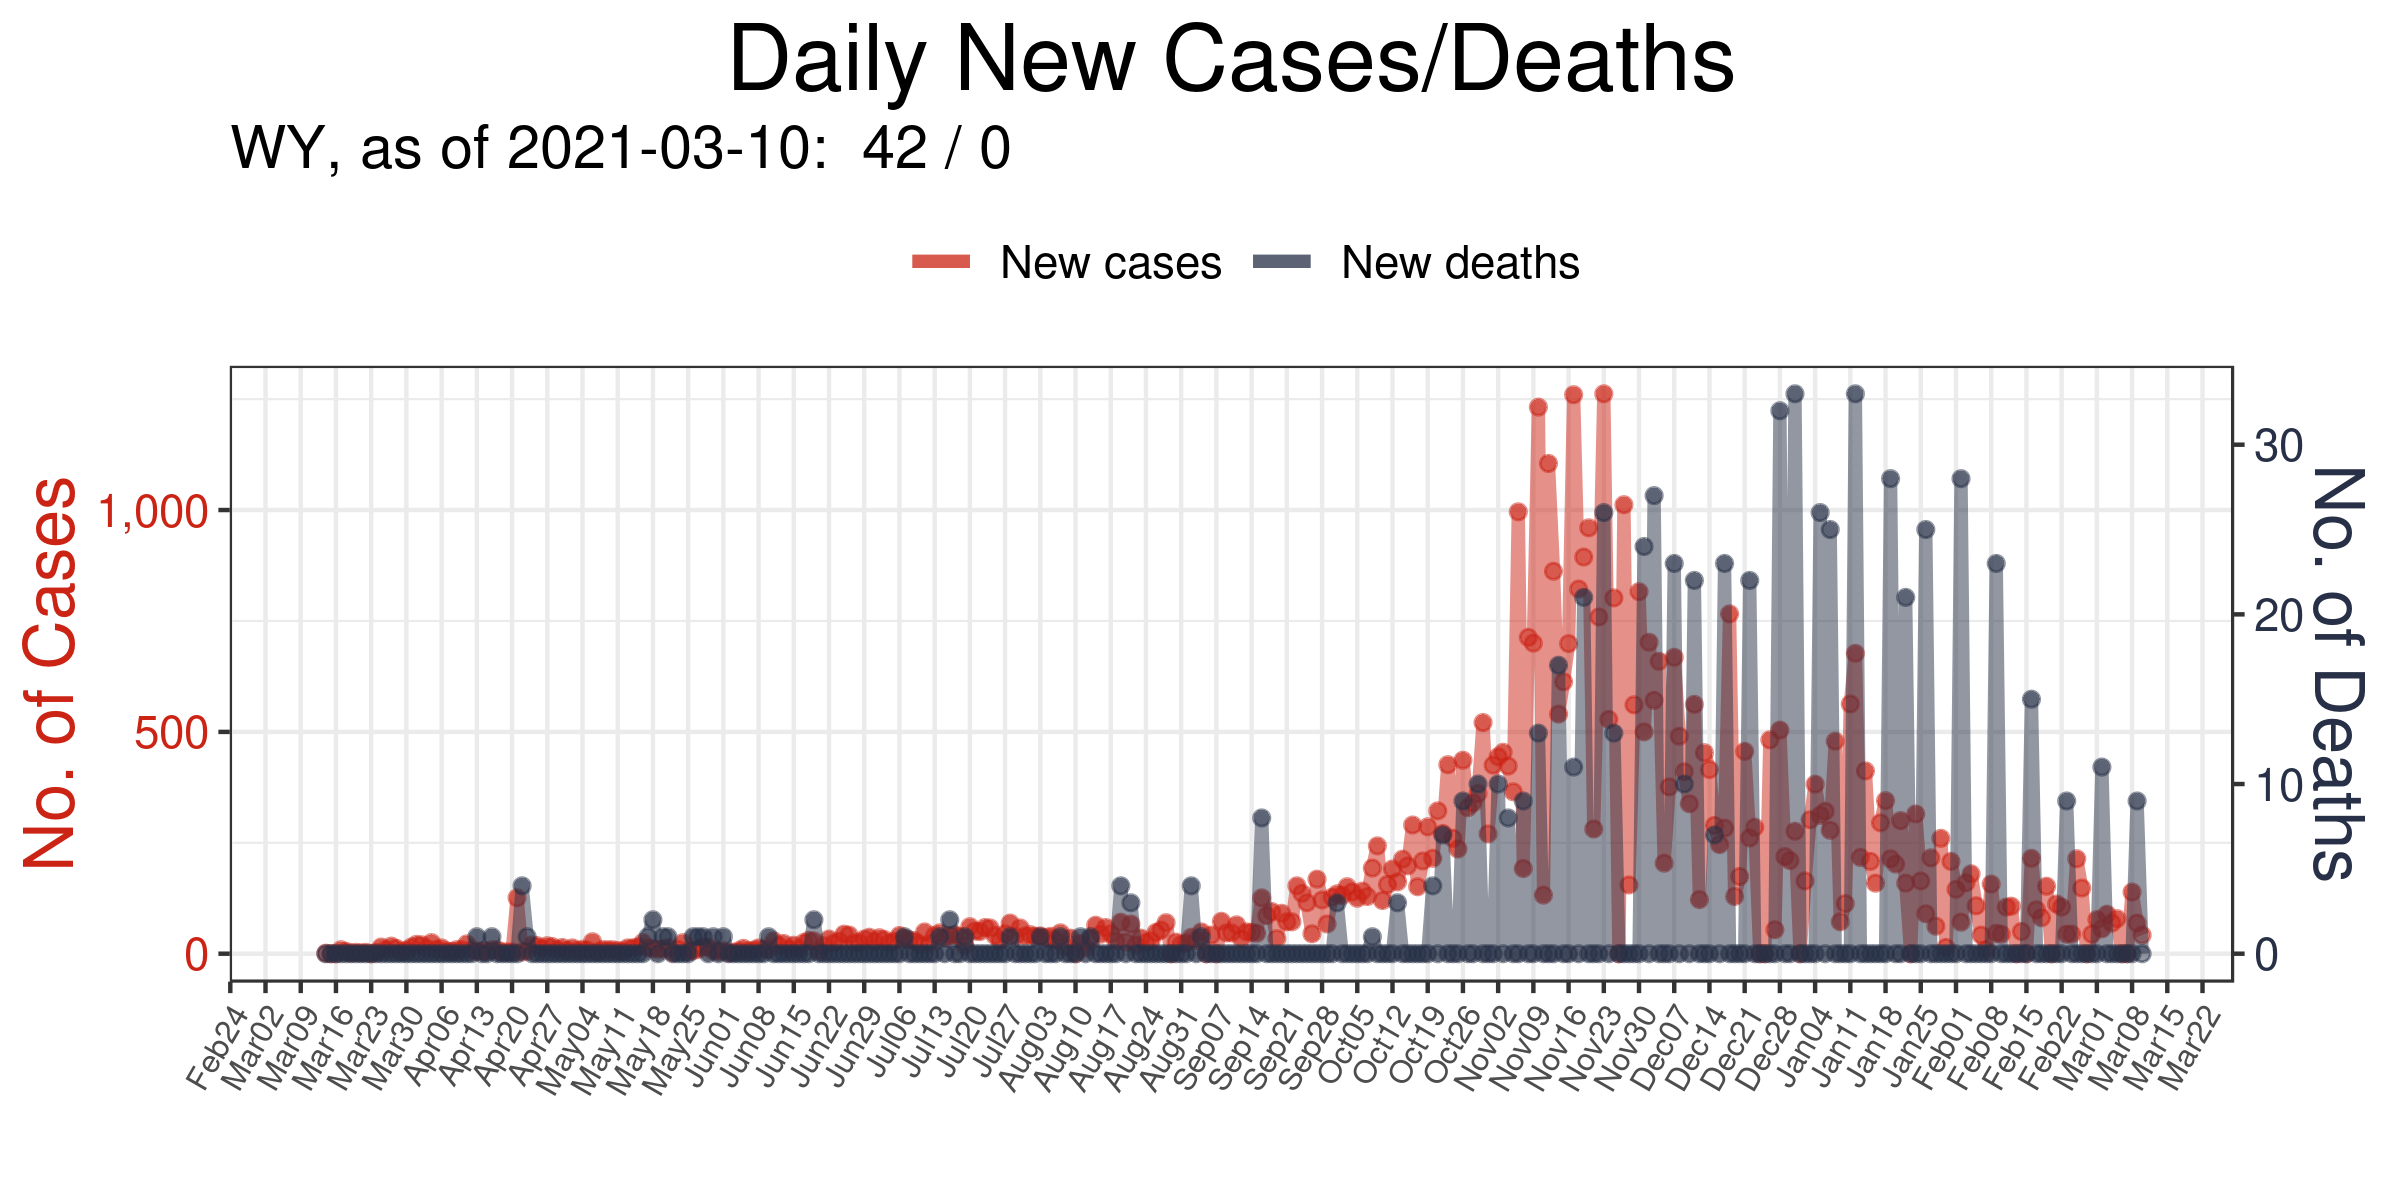 Daily New Cases/Deaths
WY, as of 2021-03-10:  42 / 0
New cases
New deaths
No. of Cases
1,000
500
0
30
20
10
0
No. of Deaths
Feb24
Mar02
Mar09
Mar16
Mar23
Mar30
Apr06
Apr13
Apr20
Apr27
May04
May11
May18
May25
Jun01
Jun08
Jun15
Jun22
Jun29
Jul06
Jul13
Jul20
Jul27
Aug03
Aug10
Aug17
Aug24
Aug31
Sep07
Sep14
Sep21
Sep28
Oct05
Oct12
Oct19
Oct26
Nov02
Nov09
Nov16
Nov23
Nov30
Dec07
Dec14
Dec21
Dec28
Jan04
Jan11
Jan18
Jan25
Feb01
Feb08
Feb15
Feb22
Mar01
Mar08
Mar15
Mar22